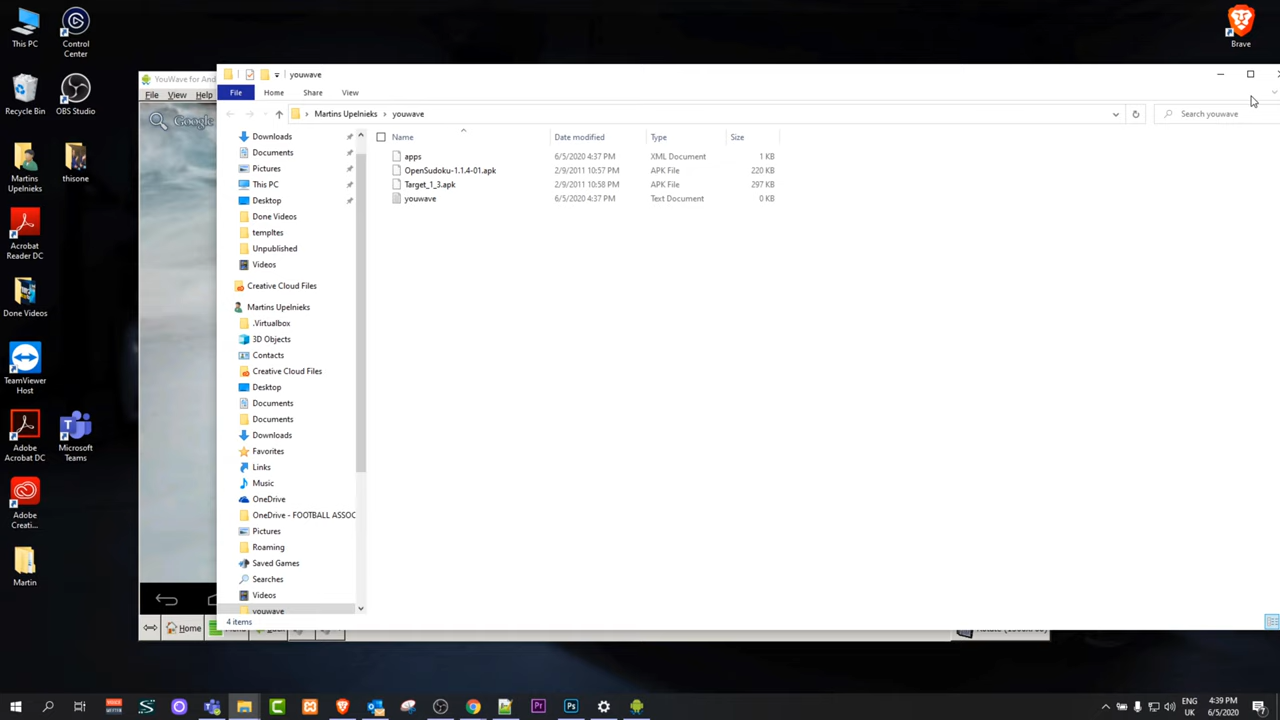 This PC
Control
Center
Brave
Recycle Bin
OBS Studio
Martins
Upelnieks
thisone
Acrobat
Reader DC
Done Videos
TeamViewer
Host
Adobe
Acrobat DC
Microsoft
Teams
Adobe
Creati...
Martin
YouWave for
File View Help
Google
youwave
File Home Share View
Martins Upelnieks > youwave
Search youwave
Name Date modified Type Size
apps 6/5/2020 4:37 PM XML Document 1 KB
OpenSudoku-1.1.4-01.apk 2/9/2011 10:57 PM APK File 220 KB
Target_1_3.apk 2/9/2011 10:58 PM APK File 297 KB
youwave 6/5/2020 4:37 PM Text Document 0 KB
Downloads
Documents
Pictures
This PC
Desktop
Done Videos
templtes
Unpublished
Videos
Creative Cloud Files
Martins Upelnieks
.Virtualbox
3D Objects
Contacts
Creative Cloud Files
Desktop
Documents
Documents
Downloads
Favorites
Links
Music
OneDrive
OneDrive - FOOTBALL ASSOC
Pictures
Roaming
Saved Games
Searches
Videos
youwave
4 items
Home
ENG
UK
4:39 PM
6/5/2020